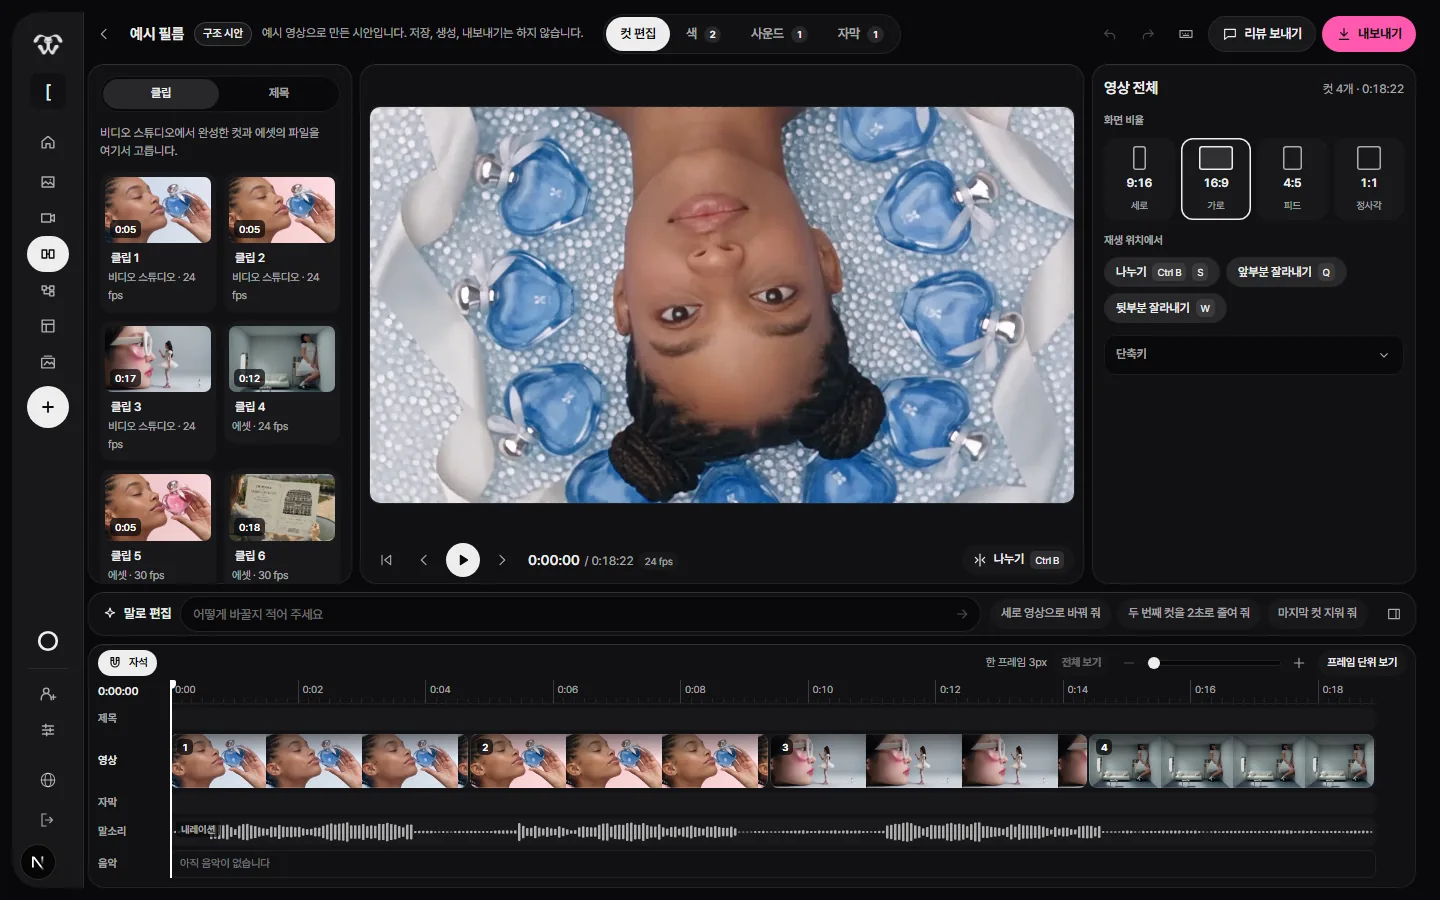 예시 필름
구조 시안
예시 영상으로 만든 시안입니다. 저장, 생성, 내보내기는 하지 않습니다.
컷 편집
색 2
사운드 1
자막 1
리뷰 보내기
내보내기
[
클립
제목
비디오 스튜디오에서 완성한 컷과 에셋의 파일을
여기서 고릅니다.
0:05
클립 1
비디오 스튜디오 · 24
fps
0:05
클립 2
비디오 스튜디오 · 24
fps
0:17
클립 3
비디오 스튜디오 · 24
fps
0:12
클립 4
에셋 · 24 fps
0:05
클립 5
에셋 · 30 fps
0:18
클립 6
에셋 · 30 fps
0:00:00 / 0:18:22 24 fps
나누기 Ctrl B
영상 전체
컷 4개 · 0:18:22
화면 비율
9:16
세로
16:9
가로
4:5
피드
1:1
정사각
재생 위치에서
나누기 Ctrl B S
앞부분 잘라내기 Q
뒷부분 잘라내기 W
단축키
말로 편집
어떻게 바꿀지 적어 주세요
세로 영상으로 바꿔 줘
두 번째 컷을 2초로 줄여 줘
마지막 컷 지워 줘
자석
한 프레임 3px
전체 보기
프레임 단위 보기
0:00:00
0:00 0:02 0:04 0:06 0:08 0:10 0:12 0:14 0:16 0:18
제목
영상
1 2 3 4
자막
말소리
내레이션
음악
아직 음악이 없습니다
N